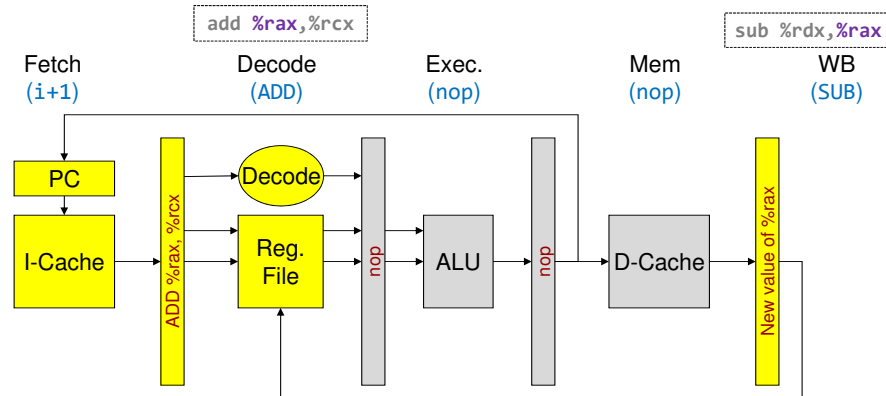 add %rax,%rcx
sub %rdx,%rax
Fetch
(i+1)
Decode
(ADD)
Exec.
(nop)
Mem
(nop)
WB
(SUB)
PC
I-Cache
ADD %rax, %rcx
Decode
Reg.
File
nop
ALU
nop
D-Cache
New value of %rax